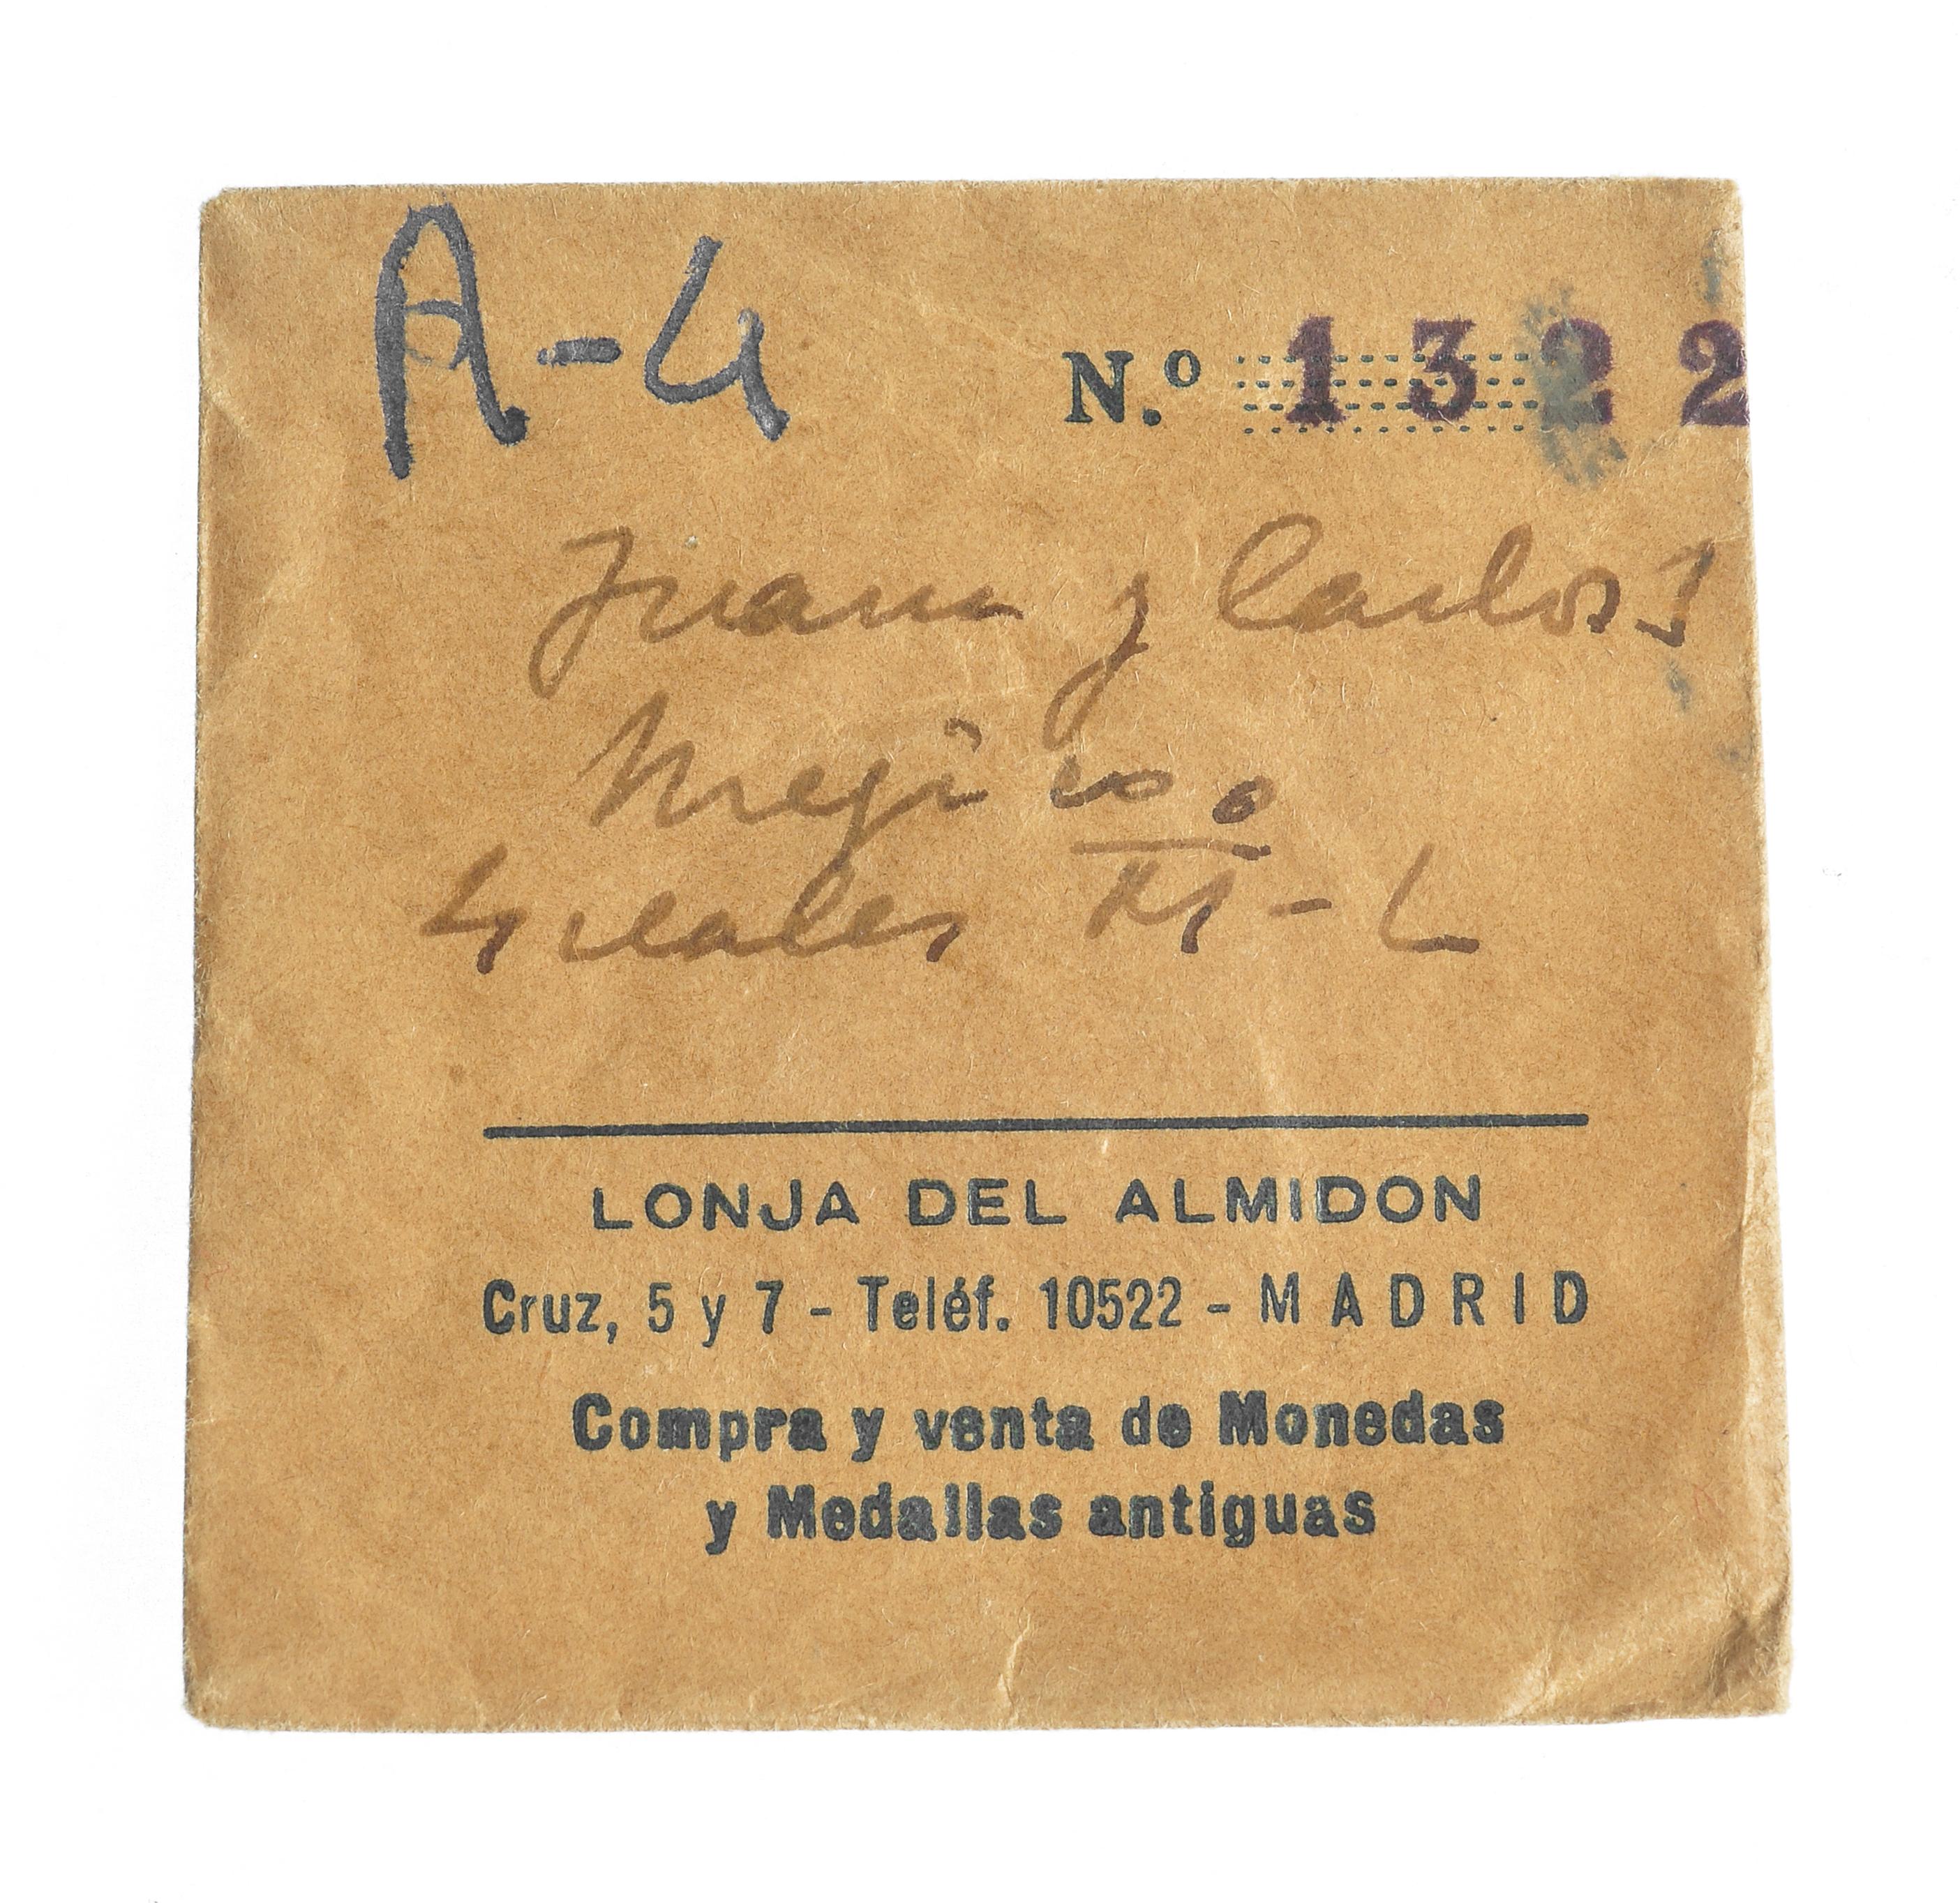 A-4
N.º 1322
Juana y Carlos I
Mejico. o
4 reales M - L
LONJA DEL ALMIDON
Cruz, 5 y 7 - Teléf. 10522 - MADRID
Compra y venta de Monedas
y Medallas antiguas